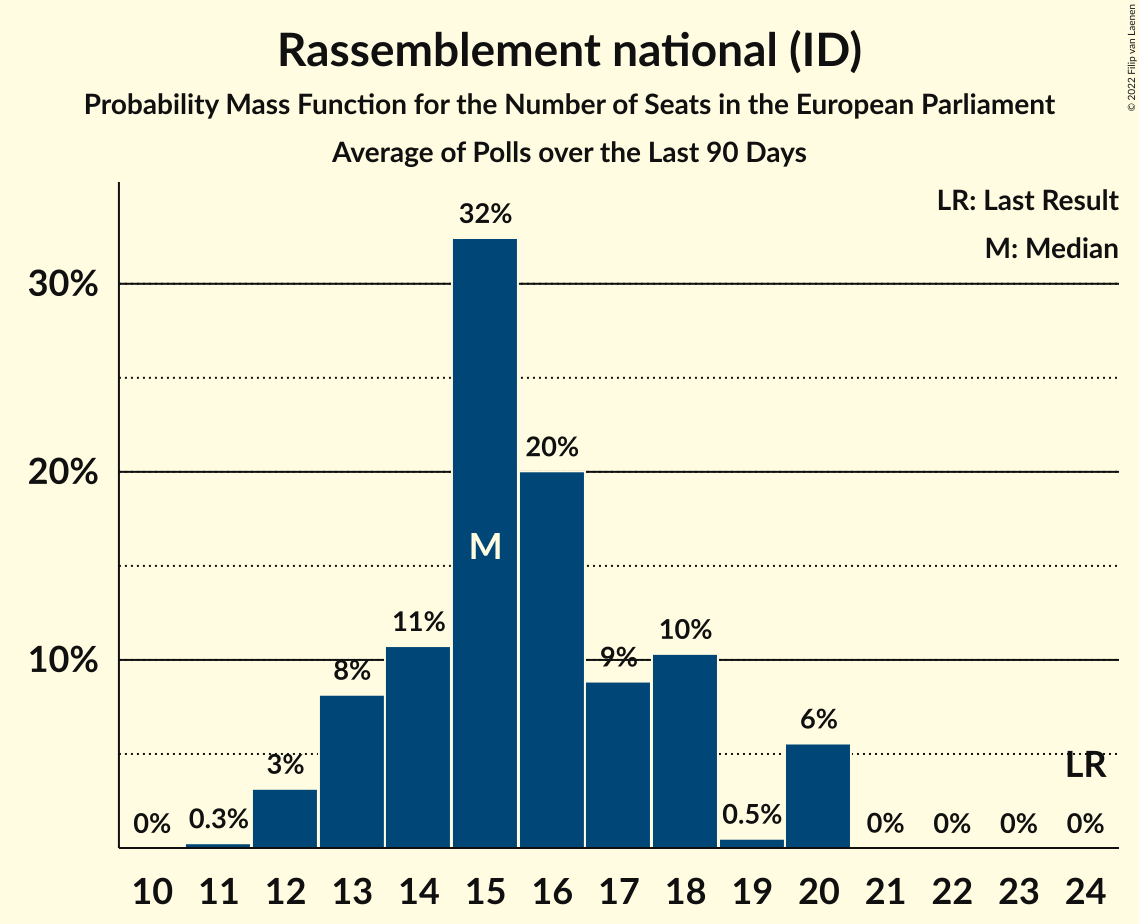 Rassemblement national (ID)
Probability Mass Function for the Number of Seats in the European Parliament
Average of Polls over the Last 90 Days
© 2022 Filip van Laenen
LR: Last Result
M: Median
30%
20%
10%
0%
0.3%
3%
8%
11%
32%
20%
9%
10%
0.5%
6%
0%
0%
0%
0%
M
LR
10 11 12 13 14 15 16 17 18 19 20 21 22 23 24